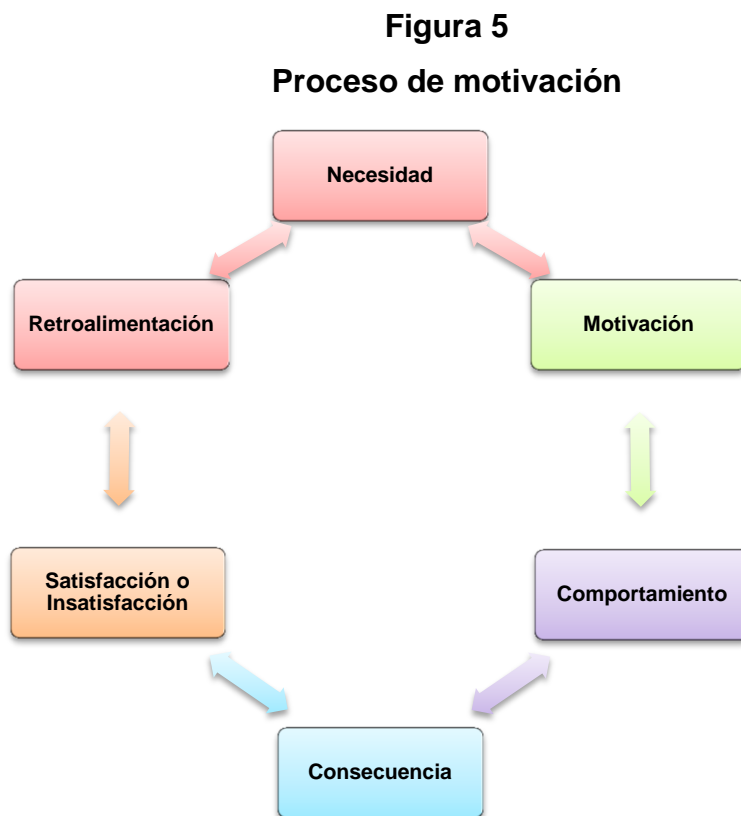 Figura 5
Proceso de motivación
Necesidad
Retroalimentación
Motivación
Satisfacción o
Insatisfacción
Comportamiento
Consecuencia